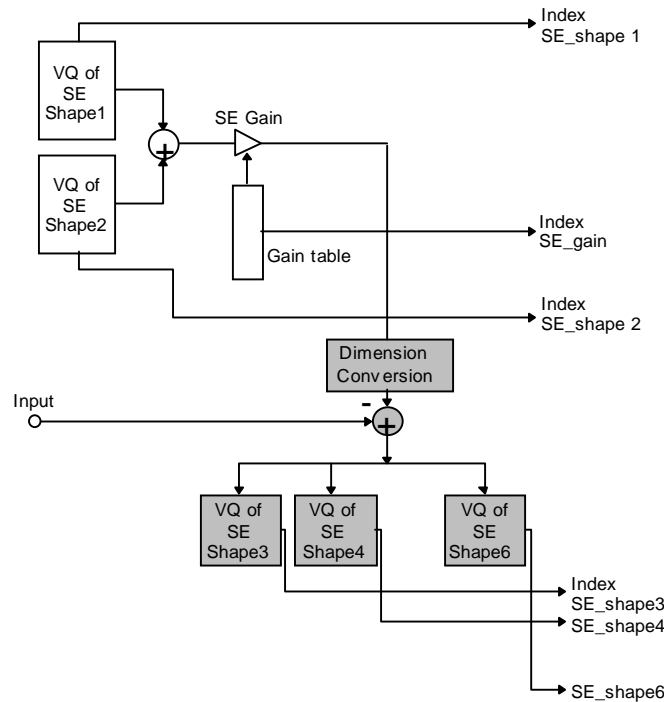 Index
SE_shape 1
VQ of
SE
Shape1
SE Gain
+
VQ of
SE
Shape2
Index
SE_gain
Gain table
Index
SE_shape 2
Dimension
Conversion
Input
-
+
VQ of
SE
Shape3
VQ of
SE
Shape4
VQ of
SE
Shape6
Index
SE_shape3
SE_shape4
SE_shape6